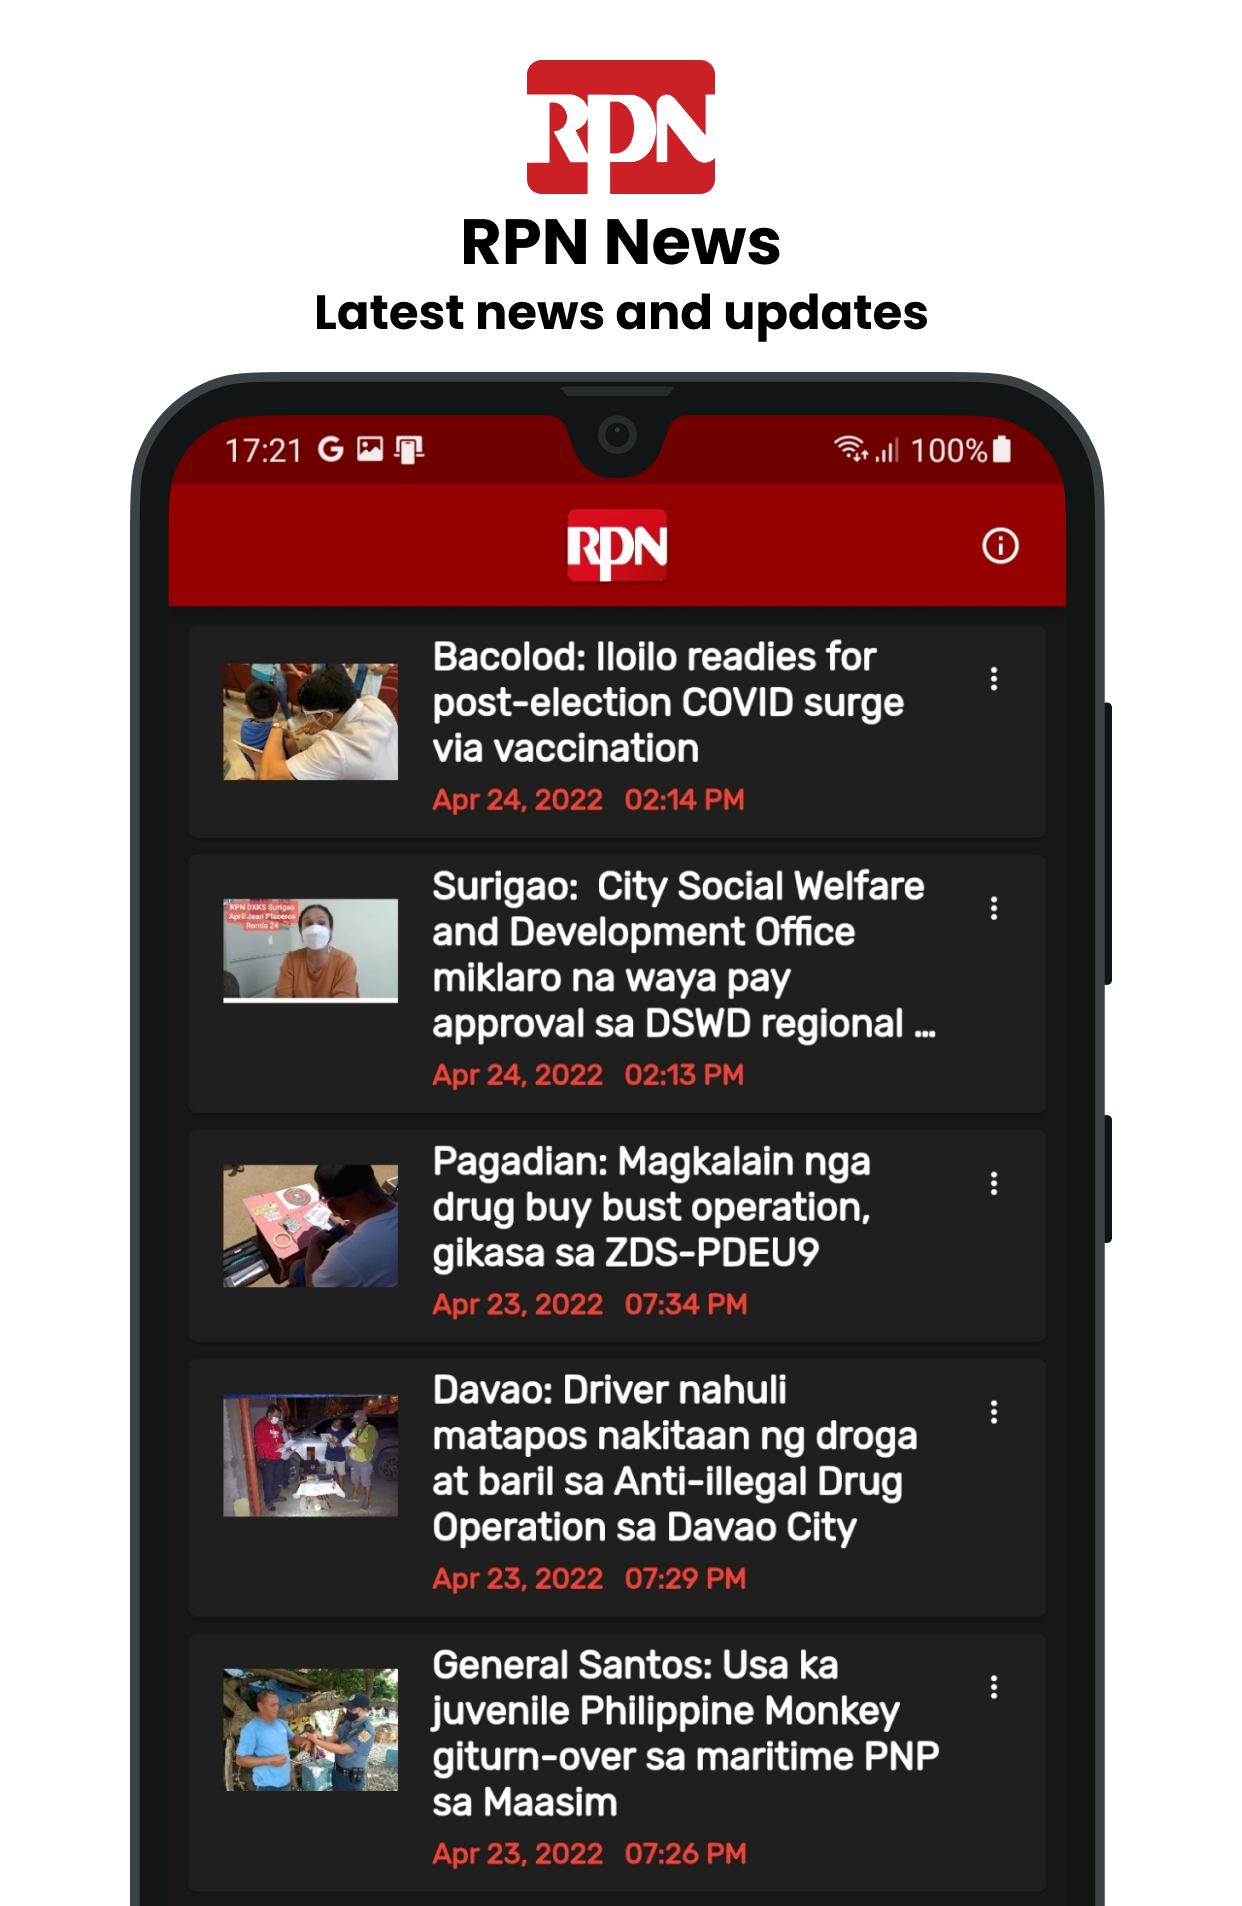 RPN
RPN News
Latest news and updates
17:21 G 100%
RPN
Bacolod: Iloilo readies for
post-election COVID surge
via vaccination
Apr 24, 2022 02:14 PM
RPN DXKS Surigao
April Jean Placeros
Ronda 24
Surigao:  City Social Welfare
and Development Office
miklaro na waya pay
approval sa DSWD regional ...
Apr 24, 2022 02:13 PM
Pagadian: Magkalain nga
drug buy bust operation,
gikasa sa ZDS-PDEU9
Apr 23, 2022 07:34 PM
Davao: Driver nahuli
matapos nakitaan ng droga
at baril sa Anti-illegal Drug
Operation sa Davao City
Apr 23, 2022 07:29 PM
General Santos: Usa ka
juvenile Philippine Monkey
giturn-over sa maritime PNP
sa Maasim
Apr 23, 2022 07:26 PM